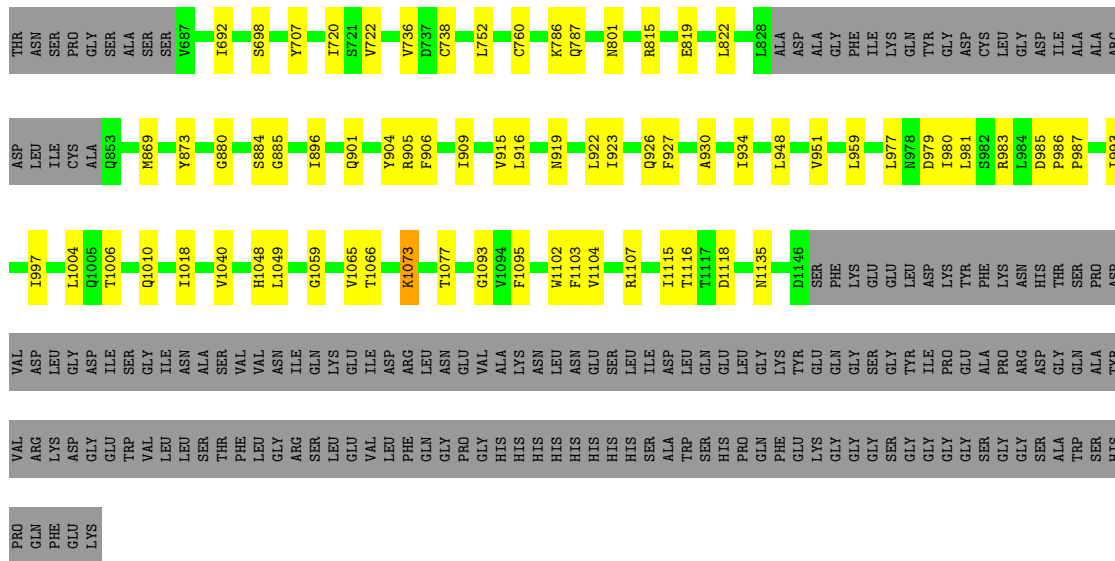 THR ASN SER PRO GLY SER ALA SER SER V687 I692 S698 Y707 I720 S721 V722 V736 D737 C738 L752 C760 K786 Q787 N801 R815 E819 L822 L828 ALA ASP ALA GLY PHE ILE LYS GLN TYR GLY ASP CYS LEU GLY ASP ILE ALA ALA ARG
ASP LEU ILE CYS ALA Q853 M869 Y873 G880 S884 G885 I896 Q901 Y904 R905 F906 I909 V915 L916 N919 L922 I923 Q926 F927 A930 I934 L948 V951 L959 L977 N978 D979 I980 L981 S982 R983 L984 D985 P986 P987 I993
I997 L1004 Q1005 T1006 Q1010 I1018 V1040 H1048 L1049 G1059 V1065 T1066 K1073 T1077 G1093 V1094 F1095 W1102 F1103 V1104 R1107 I1115 T1116 T1117 D1118 N1135 D1146 SER PHE LYS GLU GLU LEU ASP LYS TYR PHE LYS ASN HIS THR SER PRO ASP
VAL ASP LEU GLY ASP ILE SER GLY ILE ASN ALA SER VAL VAL ASN ILE GLN LYS GLU ILE ASP ARG LEU ASN GLU VAL ALA LYS ASN LEU ASN GLU SER LEU ILE ASP LEU GLN GLU LEU GLY LYS TYR GLU GLN GLY SER GLY TYR ILE PRO GLU ALA PRO ARG ASP GLY GLN ALA TYR
VAL ARG LYS ASP GLY GLU TRP VAL LEU LEU SER THR PHE LEU GLY ARG SER LEU GLU VAL LEU PHE GLN GLY PRO GLY HIS HIS HIS HIS HIS HIS HIS HIS SER ALA TRP SER HIS PRO GLN PHE GLU LYS GLY GLY GLY SER GLY GLY GLY GLY SER GLY GLY SER ALA TRP SER HIS
PRO GLN PHE GLU LYS